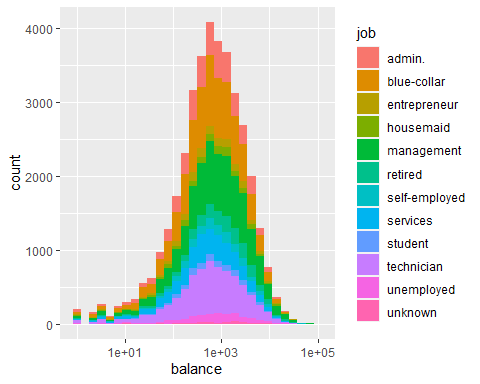 4000
3000
2000
1000
0
count
1e+01
1e+03
1e+05
balance
job
admin.
blue-collar
entrepreneur
housemaid
management
retired
self-employed
services
student
technician
unemployed
unknown